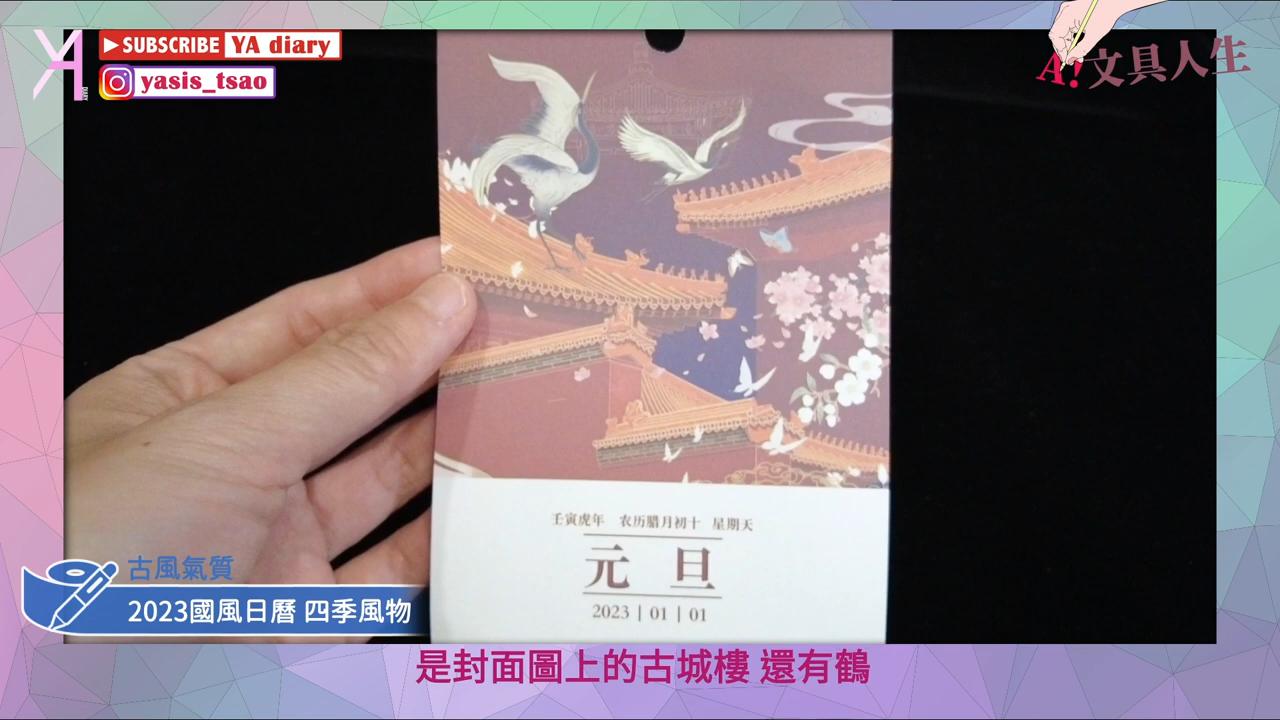 YA
DIARY
SUBSCRIBE YA diary
yasis_tsao
A!文具人生
壬寅虎年 农历腊月初十 星期天
元旦
2023 | 01 | 01
古風氣質
2023國風日曆 四季風物
是封面圖上的古城樓 還有鶴